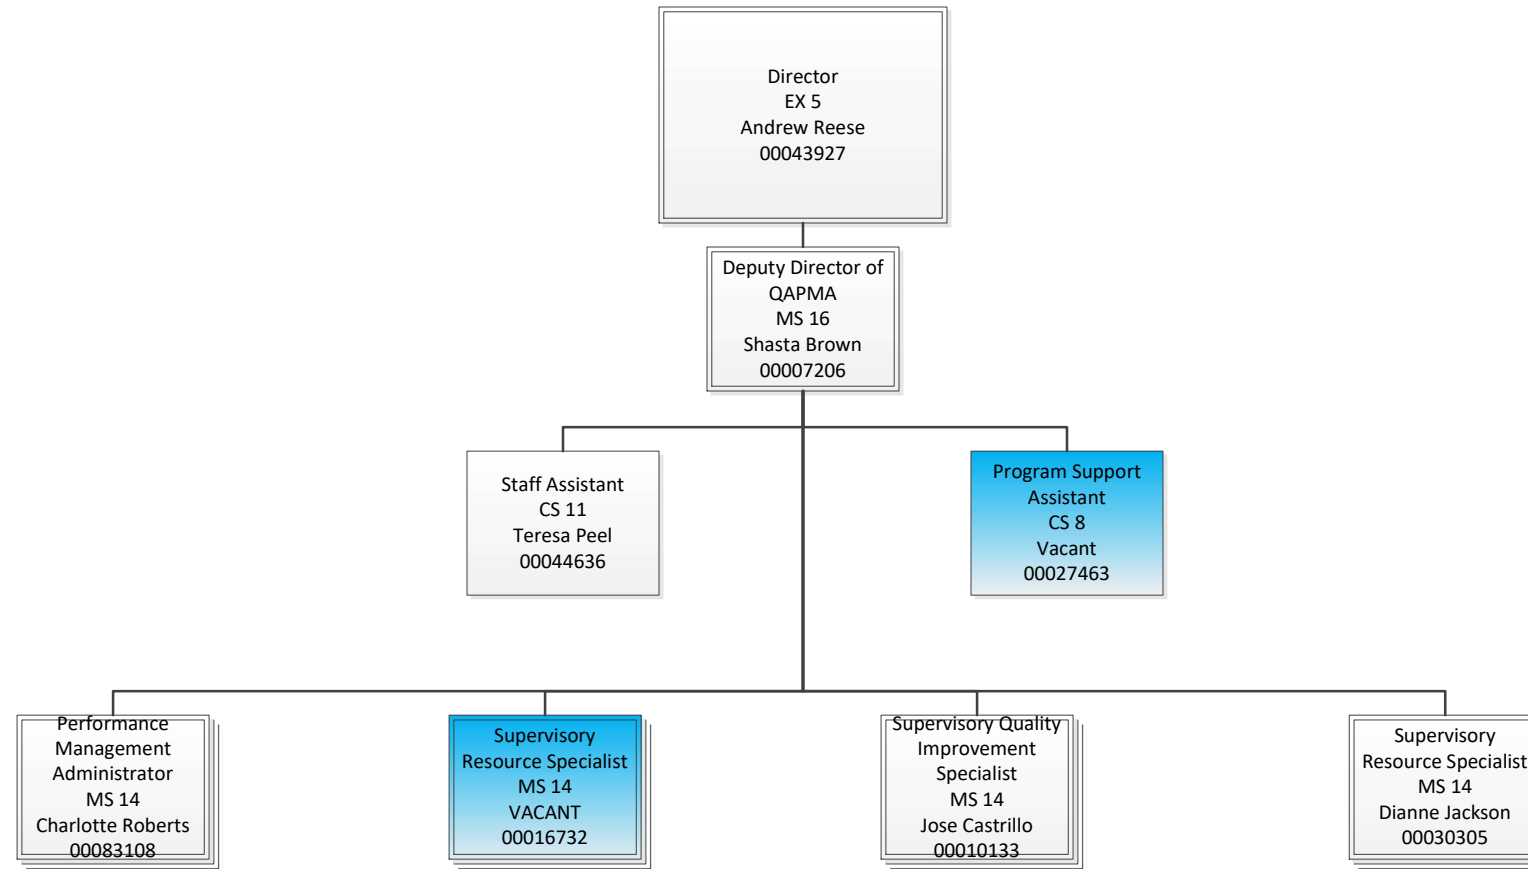 Director
EX 5
Andrew Reese
00043927
Deputy Director of
QAPMA
MS 16
Shasta Brown
00007206
Staff Assistant
CS 11
Teresa Peel
00044636
Program Support
Assistant
CS 8
Vacant
00027463
Performance
Management
Administrator
MS 14
Charlotte Roberts
00083108
Supervisory
Resource Specialist
MS 14
VACANT
00016732
Supervisory Quality
Improvement
Specialist
MS 14
Jose Castrillo
00010133
Supervisory
Resource Specialist
MS 14
Dianne Jackson
00030305